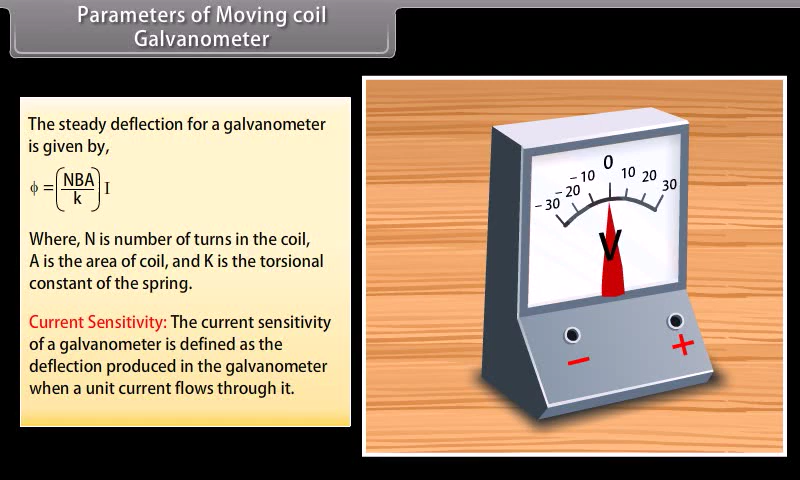 Parameters of Moving coil
Galvanometer
The steady deflection for a galvanometer
is given by,
ϕ = (NBA/k) I
Where, N is number of turns in the coil,
A is the area of coil, and K is the torsional
constant of the spring.
Current Sensitivity: The current sensitivity
of a galvanometer is defined as the
deflection produced in the galvanometer
when a unit current flows through it.
-30 -20 -10 0 10 20 30
V
− +